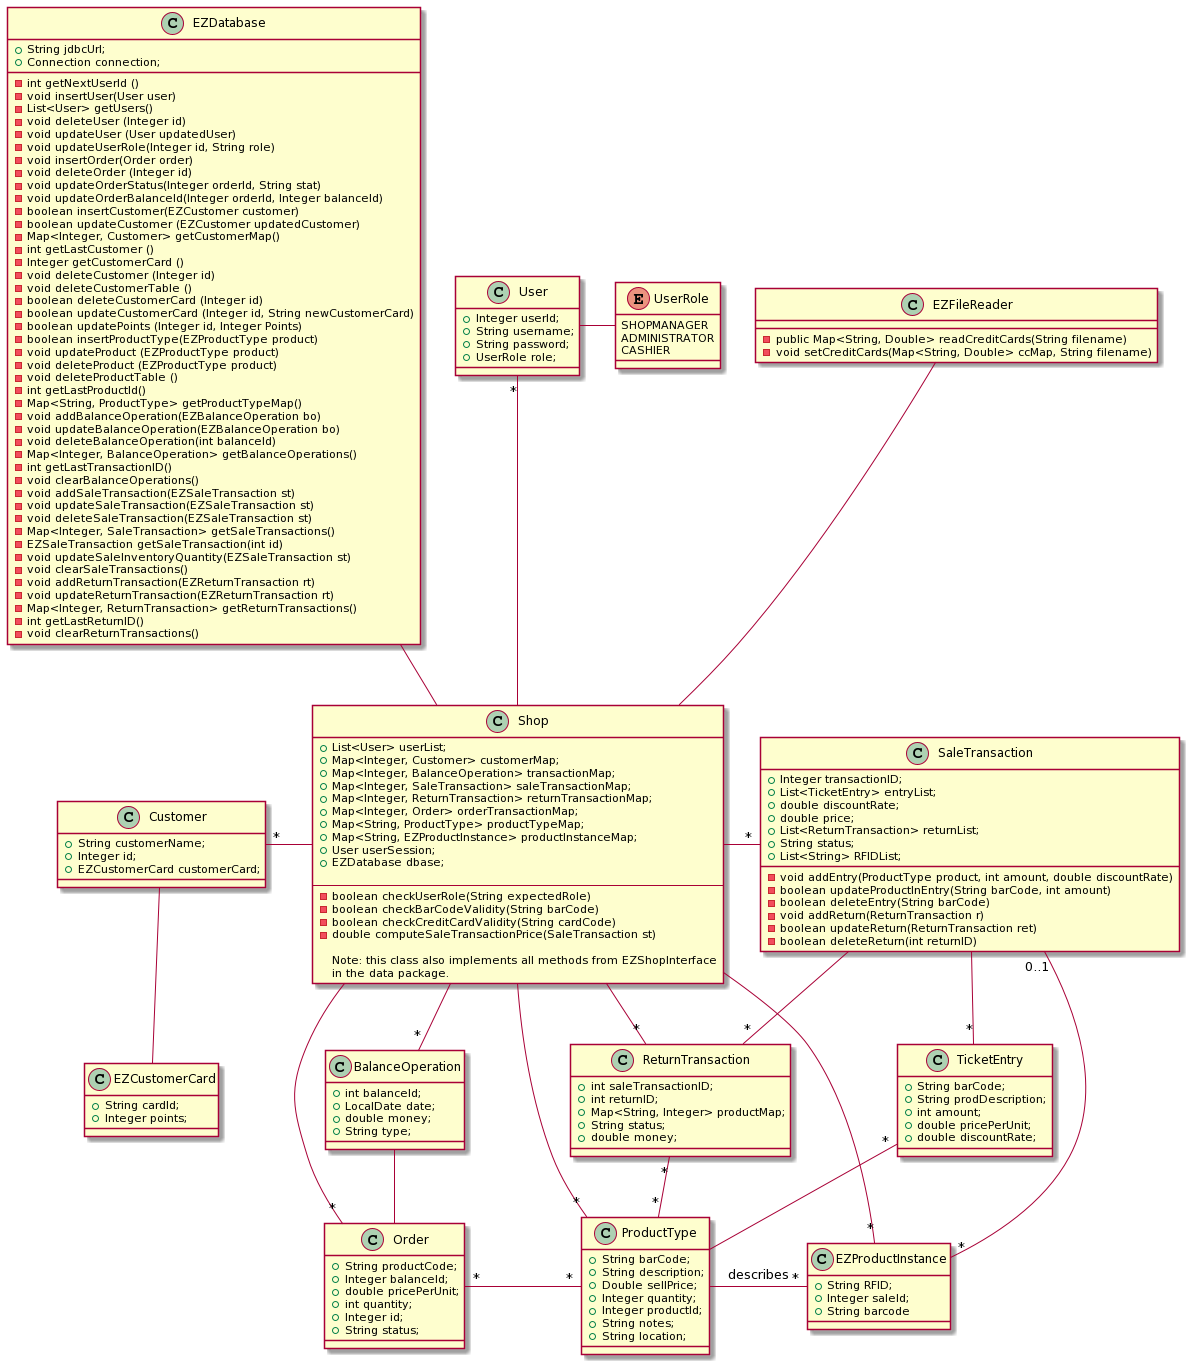 C EZDatabase
String jdbcUrl;
Connection connection;
int getNextUserId ()
void insertUser(User user)
List<User> getUsers()
void deleteUser (Integer id)
void updateUser (User updatedUser)
void updateUserRole(Integer id, String role)
void insertOrder(Order order)
void deleteOrder (Integer id)
void updateOrderStatus(Integer orderId, String stat)
void updateOrderBalanceId(Integer orderId, Integer balanceId)
boolean insertCustomer(EZCustomer customer)
boolean updateCustomer (EZCustomer updatedCustomer)
Map<Integer, Customer> getCustomerMap()
int getLastCustomer ()
Integer getCustomerCard ()
void deleteCustomer (Integer id)
void deleteCustomerTable ()
boolean deleteCustomerCard (Integer id)
boolean updateCustomerCard (Integer id, String newCustomerCard)
boolean updatePoints (Integer id, Integer Points)
boolean insertProductType(EZProductType product)
void updateProduct (EZProductType product)
void deleteProduct (EZProductType product)
void deleteProductTable ()
int getLastProductId()
Map<String, ProductType> getProductTypeMap()
void addBalanceOperation(EZBalanceOperation bo)
void updateBalanceOperation(EZBalanceOperation bo)
void deleteBalanceOperation(int balanceId)
Map<Integer, BalanceOperation> getBalanceOperations()
int getLastTransactionID()
void clearBalanceOperations()
void addSaleTransaction(EZSaleTransaction st)
void updateSaleTransaction(EZSaleTransaction st)
void deleteSaleTransaction(EZSaleTransaction st)
Map<Integer, SaleTransaction> getSaleTransactions()
EZSaleTransaction getSaleTransaction(int id)
void updateSaleInventoryQuantity(EZSaleTransaction st)
void clearSaleTransactions()
void addReturnTransaction(EZReturnTransaction rt)
void updateReturnTransaction(EZReturnTransaction rt)
Map<Integer, ReturnTransaction> getReturnTransactions()
int getLastReturnID()
void clearReturnTransactions()
C User
Integer userId;
String username;
String password;
UserRole role;
*
E UserRole
SHOPMANAGER
ADMINISTRATOR
CASHIER
C EZFileReader
public Map<String, Double> readCreditCards(String filename)
void setCreditCards(Map<String, Double> ccMap, String filename)
C Shop
List<User> userList;
Map<Integer, Customer> customerMap;
Map<Integer, BalanceOperation> transactionMap;
Map<Integer, SaleTransaction> saleTransactionMap;
Map<Integer, ReturnTransaction> returnTransactionMap;
Map<Integer, Order> orderTransactionMap;
Map<String, ProductType> productTypeMap;
Map<String, EZProductInstance> productInstanceMap;
User userSession;
EZDatabase dbase;
boolean checkUserRole(String expectedRole)
boolean checkBarCodeValidity(String barCode)
boolean checkCreditCardValidity(String cardCode)
double computeSaleTransactionPrice(SaleTransaction st)
Note: this class also implements all methods from EZShopInterface
in the data package.
C SaleTransaction
Integer transactionID;
List<TicketEntry> entryList;
double discountRate;
double price;
List<ReturnTransaction> returnList;
String status;
List<String> RFIDList;
void addEntry(ProductType product, int amount, double discountRate)
boolean updateProductInEntry(String barCode, int amount)
boolean deleteEntry(String barCode)
void addReturn(ReturnTransaction r)
boolean updateReturn(ReturnTransaction ret)
boolean deleteReturn(int returnID)
*
*
0..1
C Customer
String customerName;
Integer id;
EZCustomerCard customerCard;
C EZCustomerCard
String cardId;
Integer points;
*
C BalanceOperation
int balanceId;
LocalDate date;
double money;
String type;
*
*
C ReturnTransaction
int saleTransactionID;
int returnID;
Map<String, Integer> productMap;
String status;
double money;
*
C TicketEntry
String barCode;
String prodDescription;
int amount;
double pricePerUnit;
double discountRate;
*
*
*
*
*
*
*
C Order
String productCode;
Integer balanceId;
double pricePerUnit;
int quantity;
Integer id;
String status;
*
*
C ProductType
String barCode;
String description;
Double sellPrice;
Integer quantity;
Integer productId;
String notes;
String location;
describes *
C EZProductInstance
String RFID;
Integer saleId;
String barcode